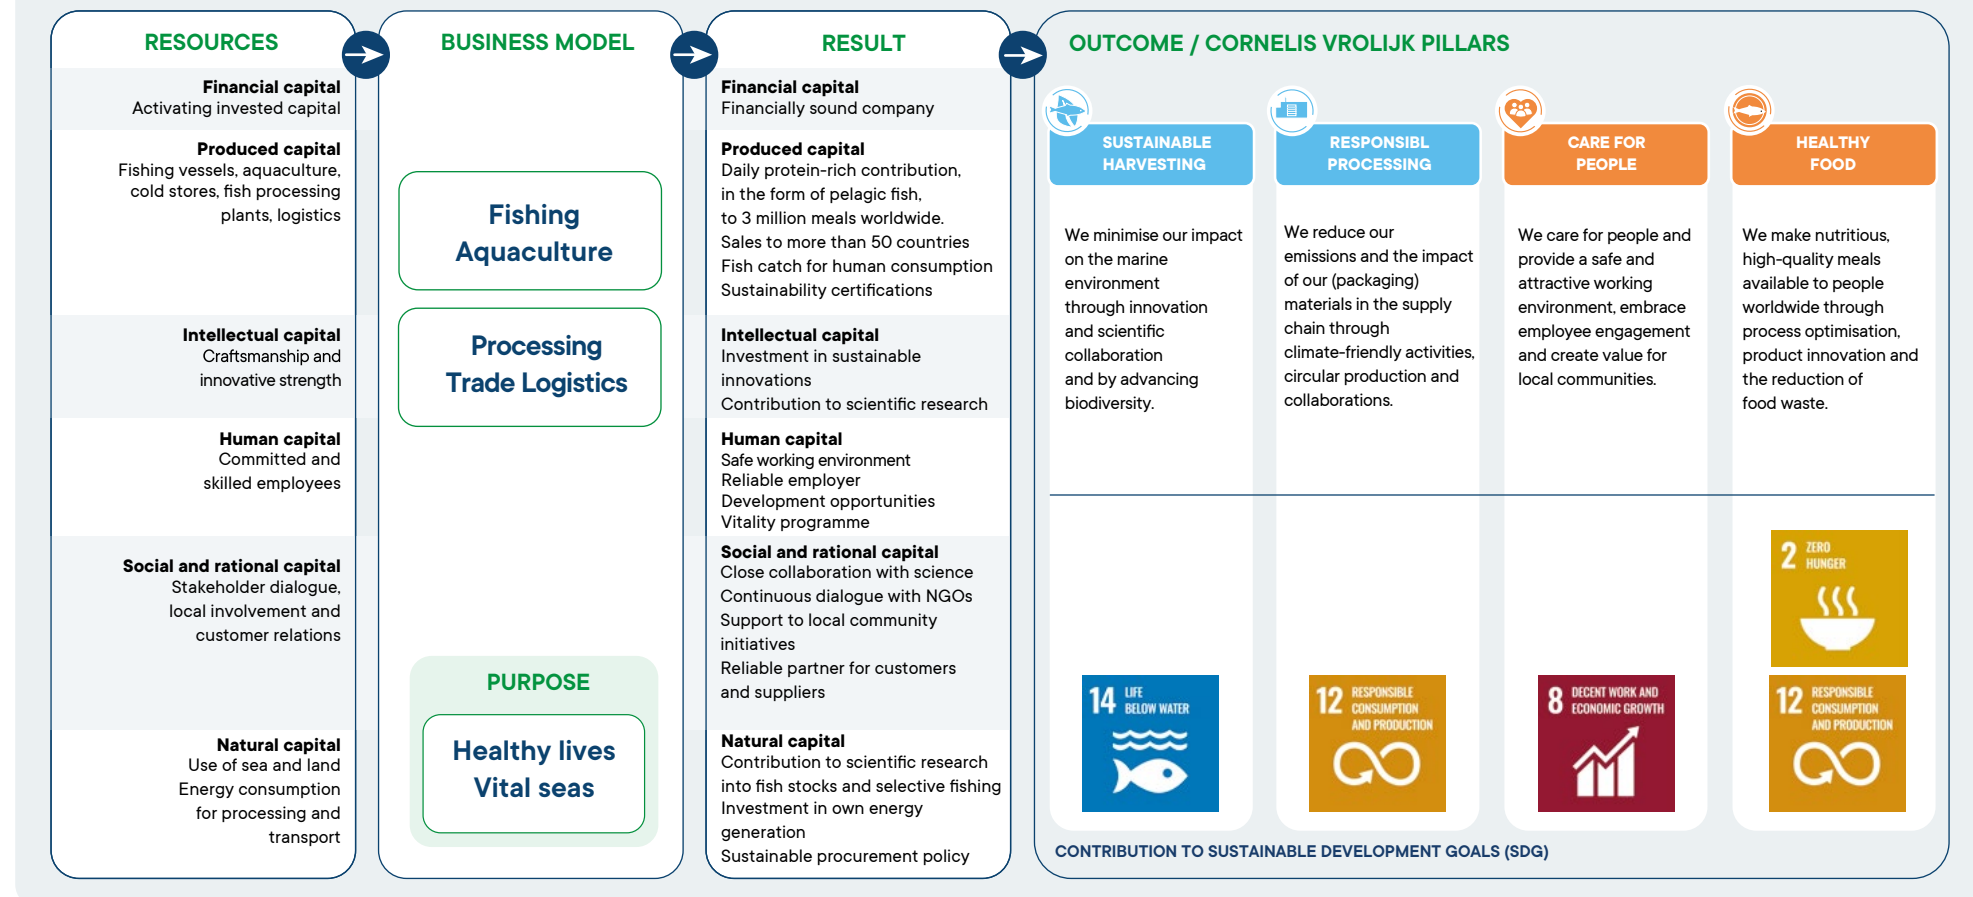 RESOURCES
Financial capital
Activating invested capital
Produced capital
Fishing vessels, aquaculture,
cold stores, fish processing
plants, logistics
Intellectual capital
Craftsmanship and
innovative strength
Human capital
Committed and
skilled employees
Social and rational capital
Stakeholder dialogue,
local involvement and
customer relations
Natural capital
Use of sea and land
Energy consumption
for processing and
transport
BUSINESS MODEL
Fishing
Aquaculture
Processing
Trade Logistics
PURPOSE
Healthy lives
Vital seas
RESULT
Financial capital
Financially sound company
Produced capital
Daily protein-rich contribution,
in the form of pelagic fish,
to 3 million meals worldwide.
Sales to more than 50 countries
Fish catch for human consumption
Sustainability certifications
Intellectual capital
Investment in sustainable
innovations
Contribution to scientific research
Human capital
Safe working environment
Reliable employer
Development opportunities
Vitality programme
Social and rational capital
Close collaboration with science
Continuous dialogue with NGOs
Support to local community
initiatives
Reliable partner for customers
and suppliers
Natural capital
Contribution to scientific research
into fish stocks and selective fishing
Investment in own energy
generation
Sustainable procurement policy
OUTCOME / CORNELIS VROLIJK PILLARS
SUSTAINABLE
HARVESTING
We minimise our impact
on the marine
environment
through innovation
and scientific
collaboration
and by advancing
biodiversity.
14 LIFE
BELOW WATER
RESPONSIBL
PROCESSING
We reduce our
emissions and the impact
of our (packaging)
materials in the supply
chain through
climate-friendly activities,
circular production and
collaborations.
12 RESPONSIBLE
CONSUMPTION
AND PRODUCTION
CARE FOR
PEOPLE
We care for people and
provide a safe and
attractive working
environment, embrace
employee engagement
and create value for
local communities.
8 DECENT WORK AND
ECONOMIC GROWTH
HEALTHY
FOOD
We make nutritious,
high-quality meals
available to people
worldwide through
process optimisation,
product innovation and
the reduction of
food waste.
2 ZERO
HUNGER
12 RESPONSIBLE
CONSUMPTION
AND PRODUCTION
CONTRIBUTION TO SUSTAINABLE DEVELOPMENT GOALS (SDG)